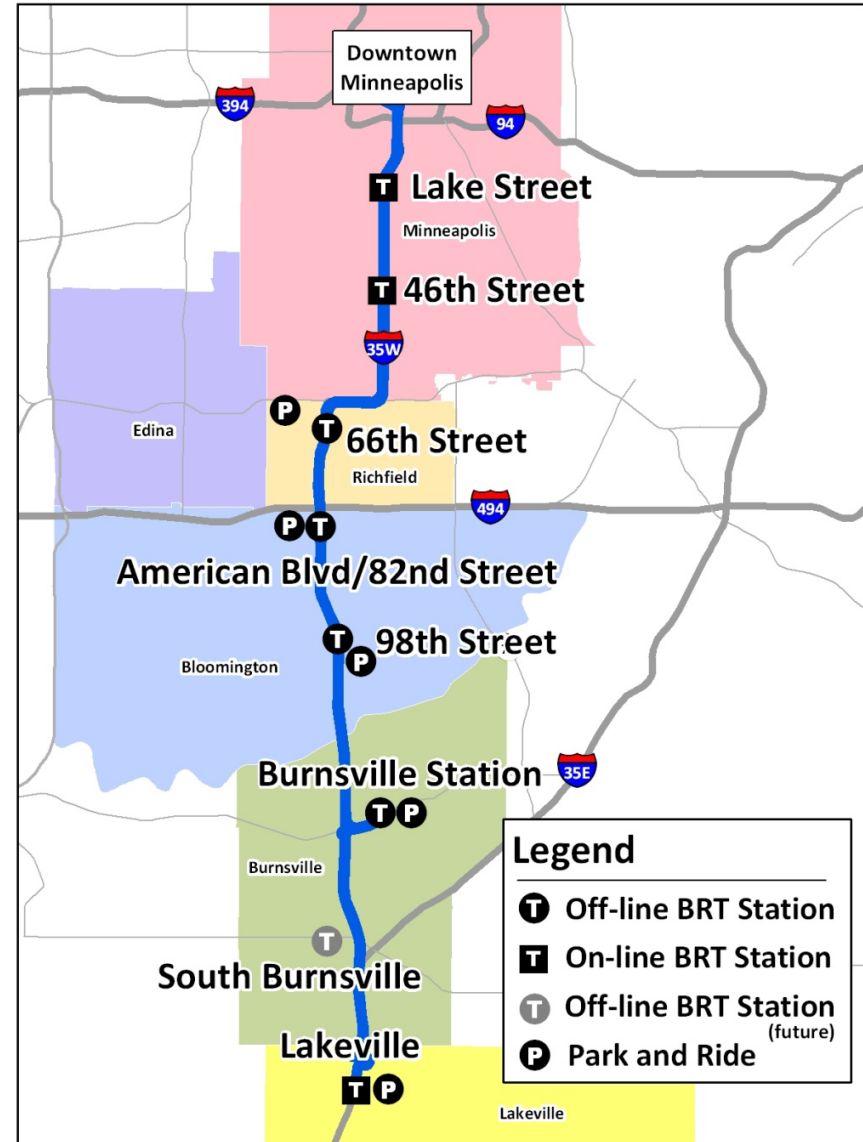 Downtown
Minneapolis
394
94
T Lake Street
Minneapolis
T 46th Street
35W
P
T 66th Street
Edina
Richfield
494
P T
American Blvd/82nd Street
T 98th Street
P
Bloomington
Burnsville Station
35E
T P
Burnsville
T
South Burnsville
Lakeville
T P
Lakeville
Legend
T Off-line BRT Station
T On-line BRT Station
T Off-line BRT Station
(future)
P Park and Ride